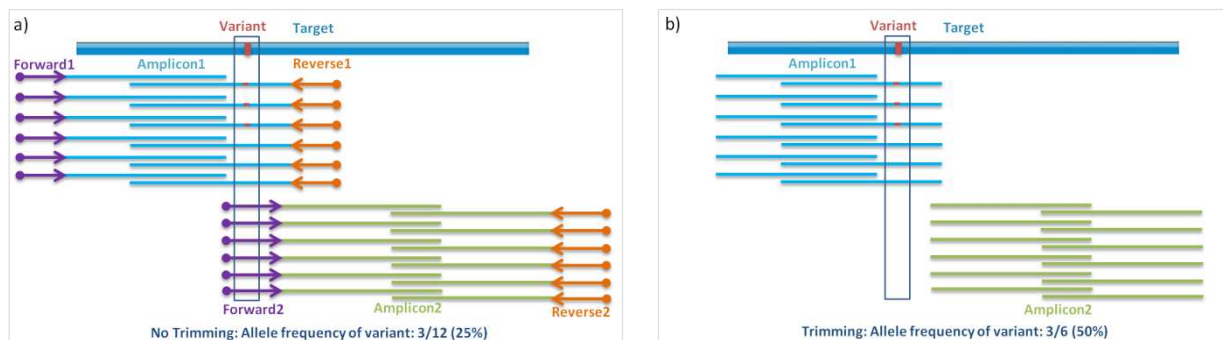 a)
Variant Target
Forward1 Amplicon1 Reverse1
Forward2 Amplicon2 Reverse2
No Trimming: Allele frequency of variant: 3/12 (25%)
b)
Variant Target
Amplicon1
Amplicon2
Trimming: Allele frequency of variant: 3/6 (50%)